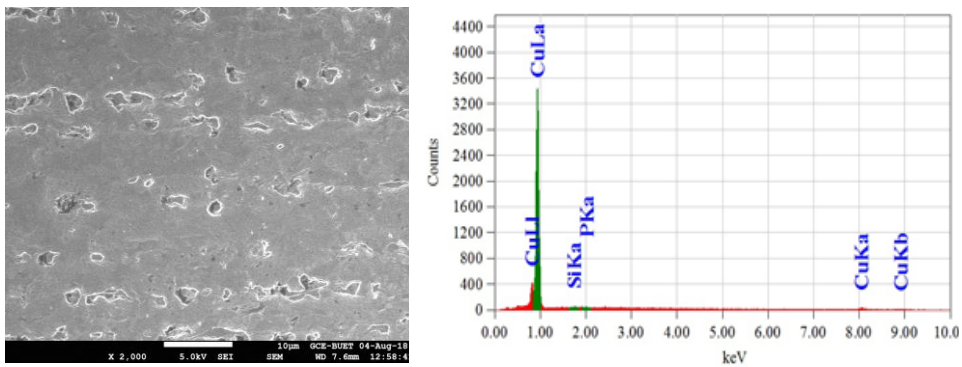 10μm GCE-BUET 04-Aug-18
X 2,000 5.0kV SEI SEM WD 7.6mm 12:58:4
4400
4000
3600
3200
2800
2400
2000
1600
1200
800
400
0
Counts
CuLl
CuLa
SiKa
PKa
CuKa
CuKb
0.00 1.00 2.00 3.00 4.00 5.00 6.00 7.00 8.00 9.00 10.0
keV